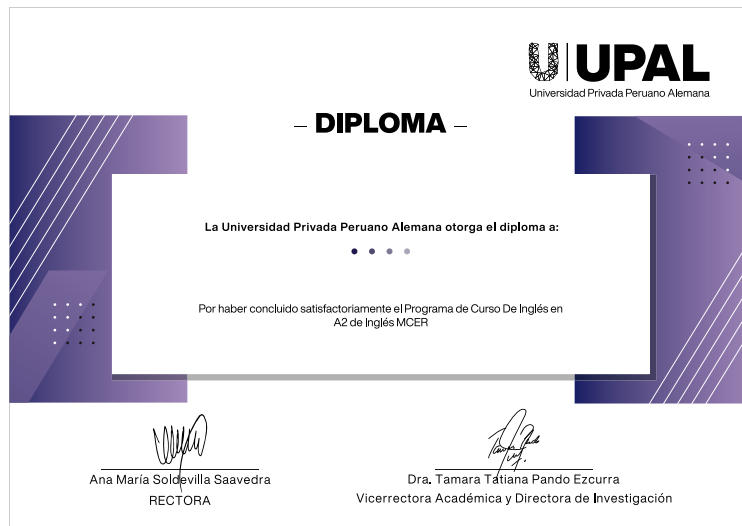 UPAL
Universidad Privada Peruano Alemana
– DIPLOMA –
La Universidad Privada Peruano Alemana otorga el diploma a:
Por haber concluido satisfactoriamente el Programa de Curso De Inglés en
A2 de Inglés MCER
Ana María Soldevilla Saavedra
RECTORA
Dra. Tamara Tatiana Pando Ezcurra
Vicerrectora Académica y Directora de Investigación